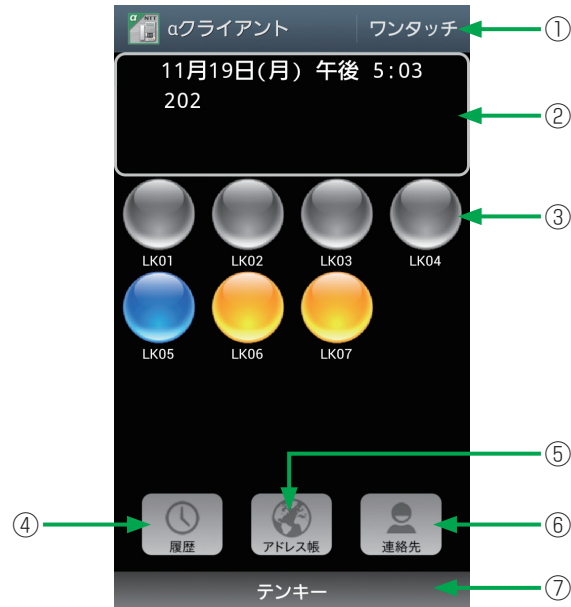 α NTT
αクライアント ワンタッチ ①
11月19日(月) 午後 5:03
202
②
③
LK01 LK02 LK03 LK04
LK05 LK06 LK07
⑤
④ 履歴 アドレス帳 連絡先 ⑥
テンキー ⑦